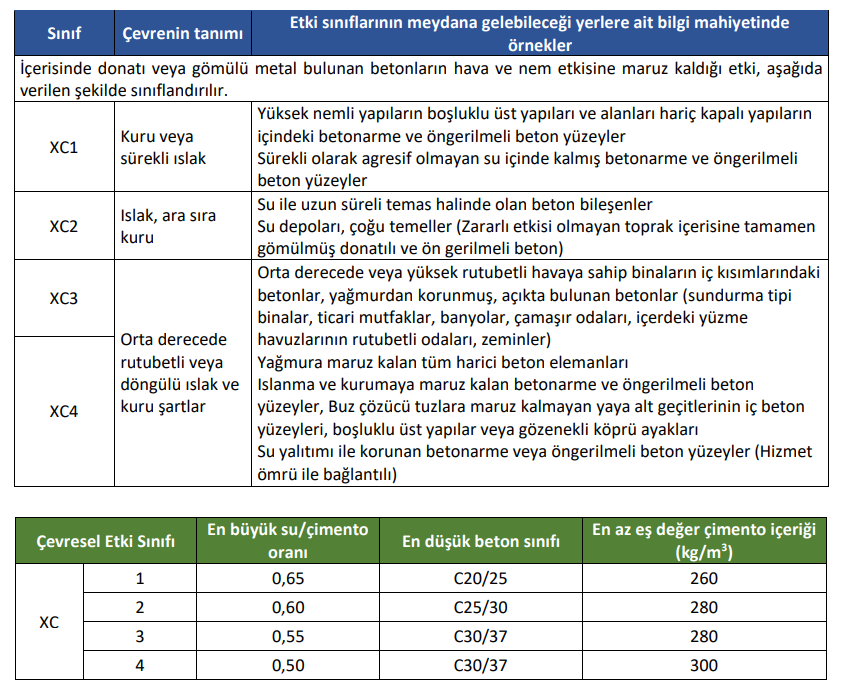 Sınıf
Çevrenin tanımı
Etki sınıflarının meydana gelebileceği yerlere ait bilgi mahiyetinde
örnekler
İçerisinde donatı veya gömülü metal bulunan betonların hava ve nem etkisine maruz kaldığı etki, aşağıda
verilen şekilde sınıflandırılır.
XC1
Kuru veya
sürekli ıslak
Yüksek nemli yapıların boşluklu üst yapıları ve alanları hariç kapalı yapıların
içindeki betonarme ve öngerilmeli beton yüzeyler
Sürekli olarak agresif olmayan su içinde kalmış betonarme ve öngerilmeli
beton yüzeyler
XC2
Islak, ara sıra
kuru
Su ile uzun süreli temas halinde olan beton bileşenler
Su depoları, çoğu temeller (Zararlı etkisi olmayan toprak içerisine tamamen
gömülmüş donatılı ve ön gerilmeli beton)
XC3
XC4
Orta derecede
rutubetli veya
döngülü ıslak ve
kuru şartlar
Orta derecede veya yüksek rutubetli havaya sahip binaların iç kısımlarındaki
betonlar, yağmurdan korunmuş, açıkta bulunan betonlar (sundurma tipi
binalar, ticari mutfaklar, banyolar, çamaşır odaları, içerdeki yüzme
havuzlarının rutubetli odaları, zeminler)
Yağmura maruz kalan tüm harici beton elemanları
Islanma ve kurumaya maruz kalan betonarme ve öngerilmeli beton
yüzeyler, Buz çözücü tuzlara maruz kalmayan yaya alt geçitlerinin iç beton
yüzeyleri, boşluklu üst yapılar veya gözenekli köprü ayakları
Su yalıtımı ile korunan betonarme veya öngerilmeli beton yüzeyler (Hizmet
ömrü ile bağlantılı)
Çevresel Etki Sınıfı
En büyük su/çimento
oranı
En düşük beton sınıfı
En az eş değer çimento içeriği
(kg/m³)
XC
1 0,65 C20/25 260
2 0,60 C25/30 280
3 0,55 C30/37 280
4 0,50 C30/37 300